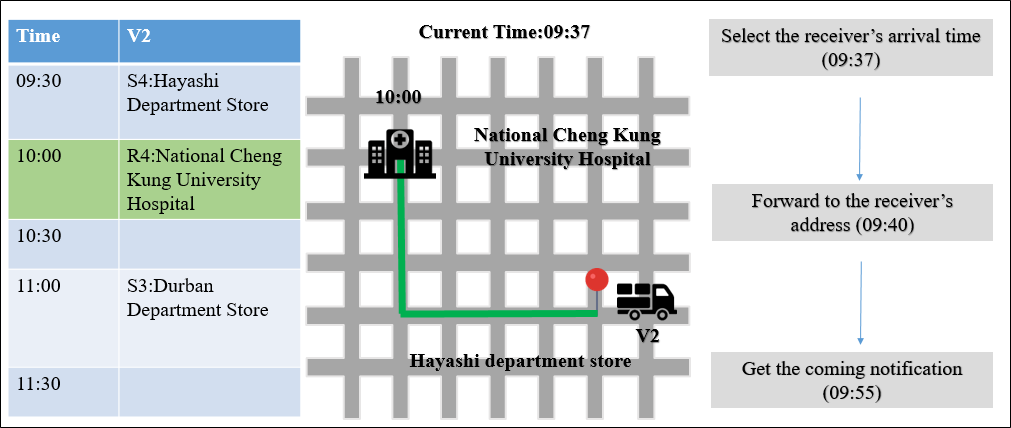 Time V2
09:30 S4:Hayashi
Department Store
10:00 R4:National Cheng
Kung University
Hospital
10:30
11:00 S3:Durban
Department Store
11:30
Current Time:09:37
10:00
National Cheng Kung
University Hospital
V2
Hayashi department store
Select the receiver’s arrival time
(09:37)
Forward to the receiver’s
address (09:40)
Get the coming notification
(09:55)